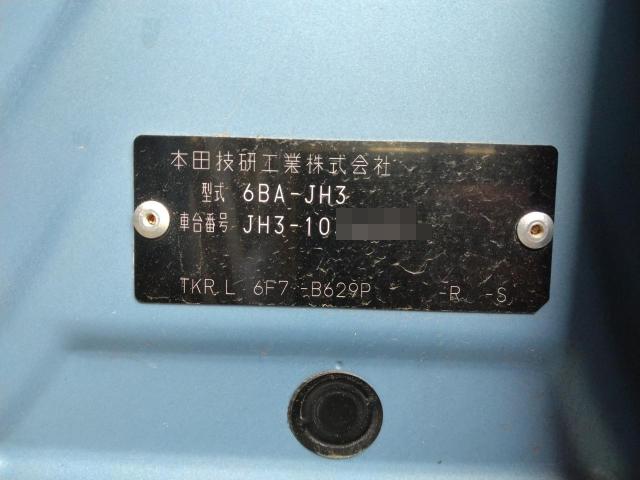 本田技研工業株式会社
型式 6BA-JH3
車台番号 JH3-10
TKRL 6F7-B629P -R -S